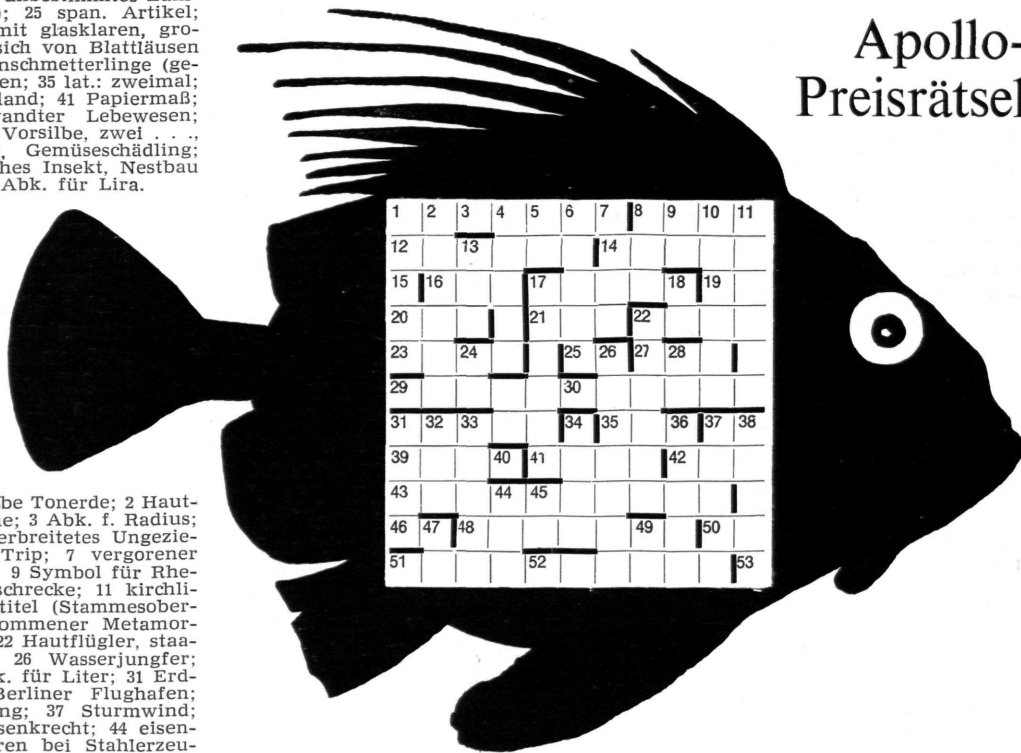 ); 25 span. Artikel;
mit glasklaren, gro-
sich von Blattläusen
nschmetterlinge (ge-
en; 35 lat.: zweimal;
land; 41 Papiermaß;
andter Lebewesen;
Vorsilbe, zwei . . .,
, Gemüseschädling;
hes Insekt, Nestbau
Abk. für Lira.
Apollo-
Preisrätsel
1 2 3 4 5 6 7 8 9 10 11
12 13 14
15 16 17 18 19
20 21 22
23 24 25 26 27 28
29 30
31 32 33 34 35 36 37 38
39 40 41 42
43 44 45
46 47 48 49 50
51 52 53
be Tonerde; 2 Haut-
e; 3 Abk. f. Radius;
erbreitetes Ungezie-
Trip; 7 vergorener
9 Symbol für Rhe-
schrecke; 11 kirchli-
titel (Stammesober-
ommener Metamor-
22 Hautflügler, staa-
26 Wasserjungfer;
k. für Liter; 31 Erd-
Berliner Flughafen;
ng; 37 Sturmwind;
senkrecht; 44 eisen-
ren bei Stahlerzeu-